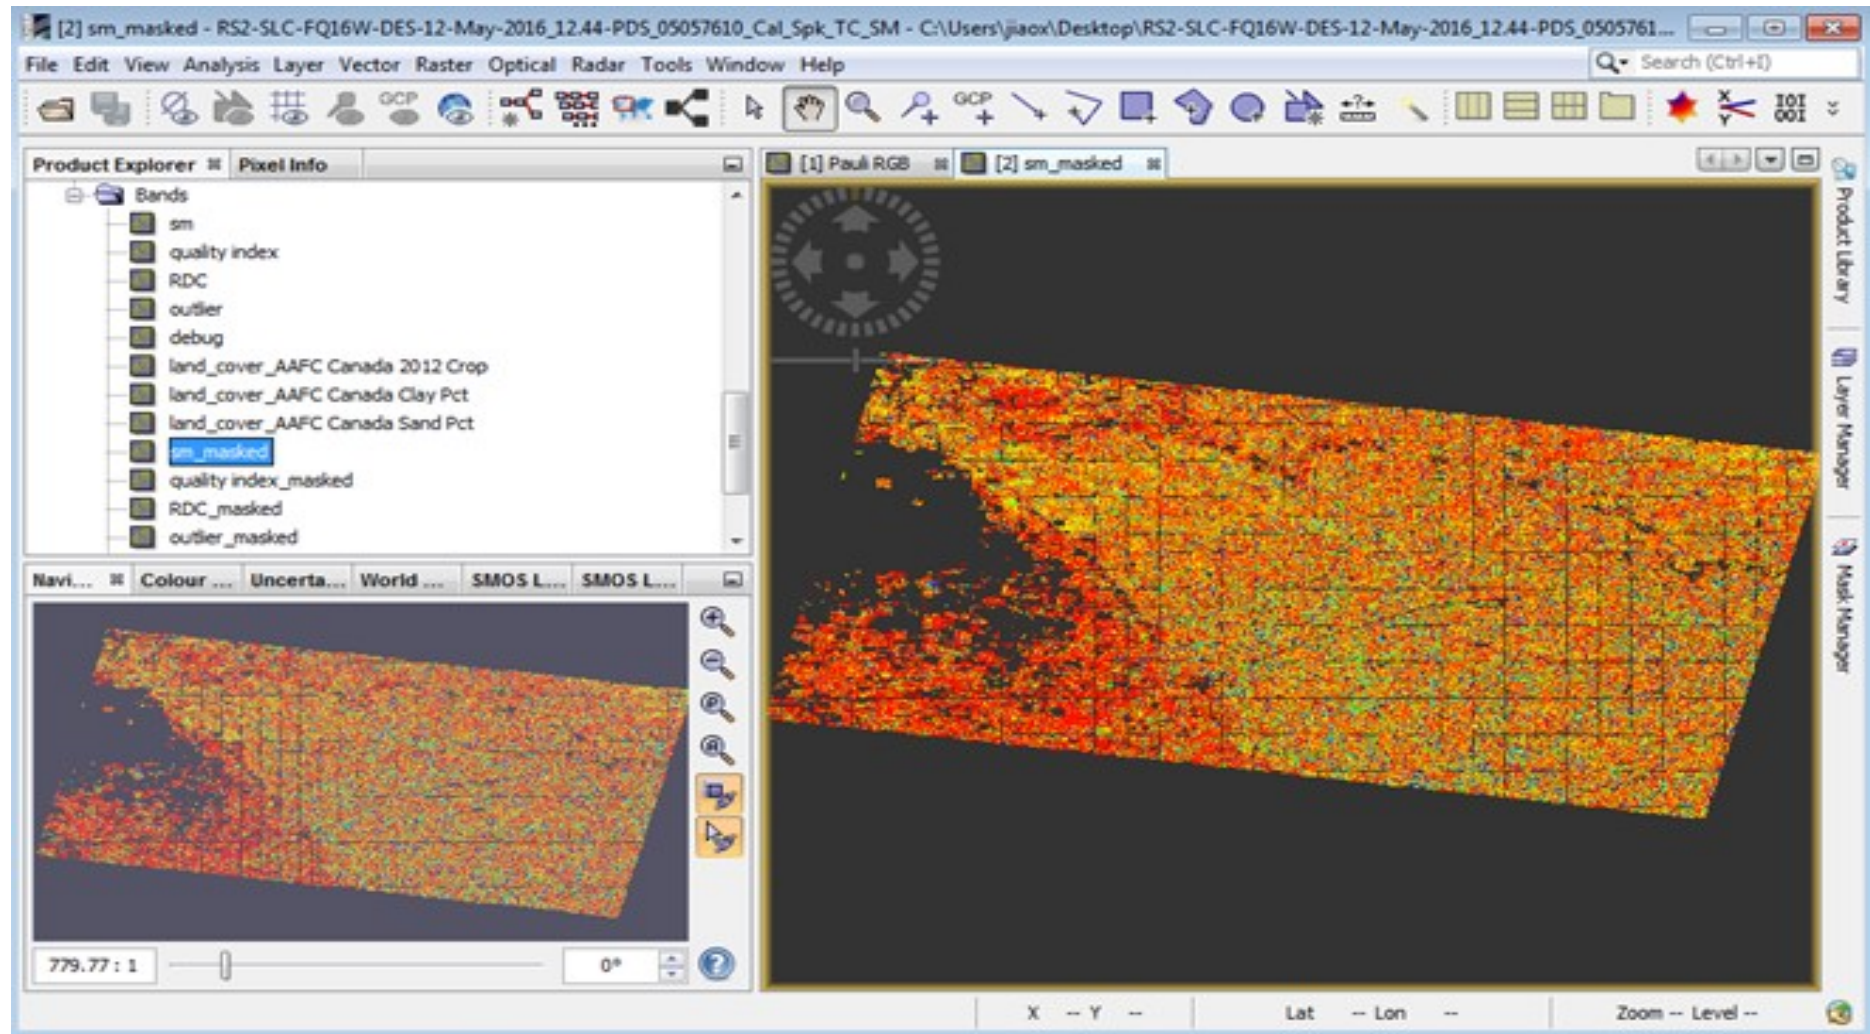 [2] sm_masked - RS2-SLC-FQ16W-DES-12-May-2016_12.44-PDS_05057610_Cal_Spk_TC_SM - C:\Users\jiaox\Desktop\RS2-SLC-FQ16W-DES-12-May-2016_12.44-PDS_0505761...
File Edit View Analysis Layer Vector Raster Optical Radar Tools Window Help
Search (Ctrl+I)
GCP GCP X Y IOI OOI
Product Explorer Pixel Info
[1] Pauli RGB [2] sm_masked
Bands
sm
quality index
RDC
outlier
debug
land_cover_AAFC Canada 2012 Crop
land_cover_AAFC Canada Clay Pct
land_cover_AAFC Canada Sand Pct
sm_masked
quality index_masked
RDC_masked
outlier_masked
Navi... Colour ... Uncerta... World ... SMOS L... SMOS L...
779.77 : 1 0°
Product Library
Layer Manager
Mask Manager
X -- Y -- Lat -- Lon -- Zoom -- Level --